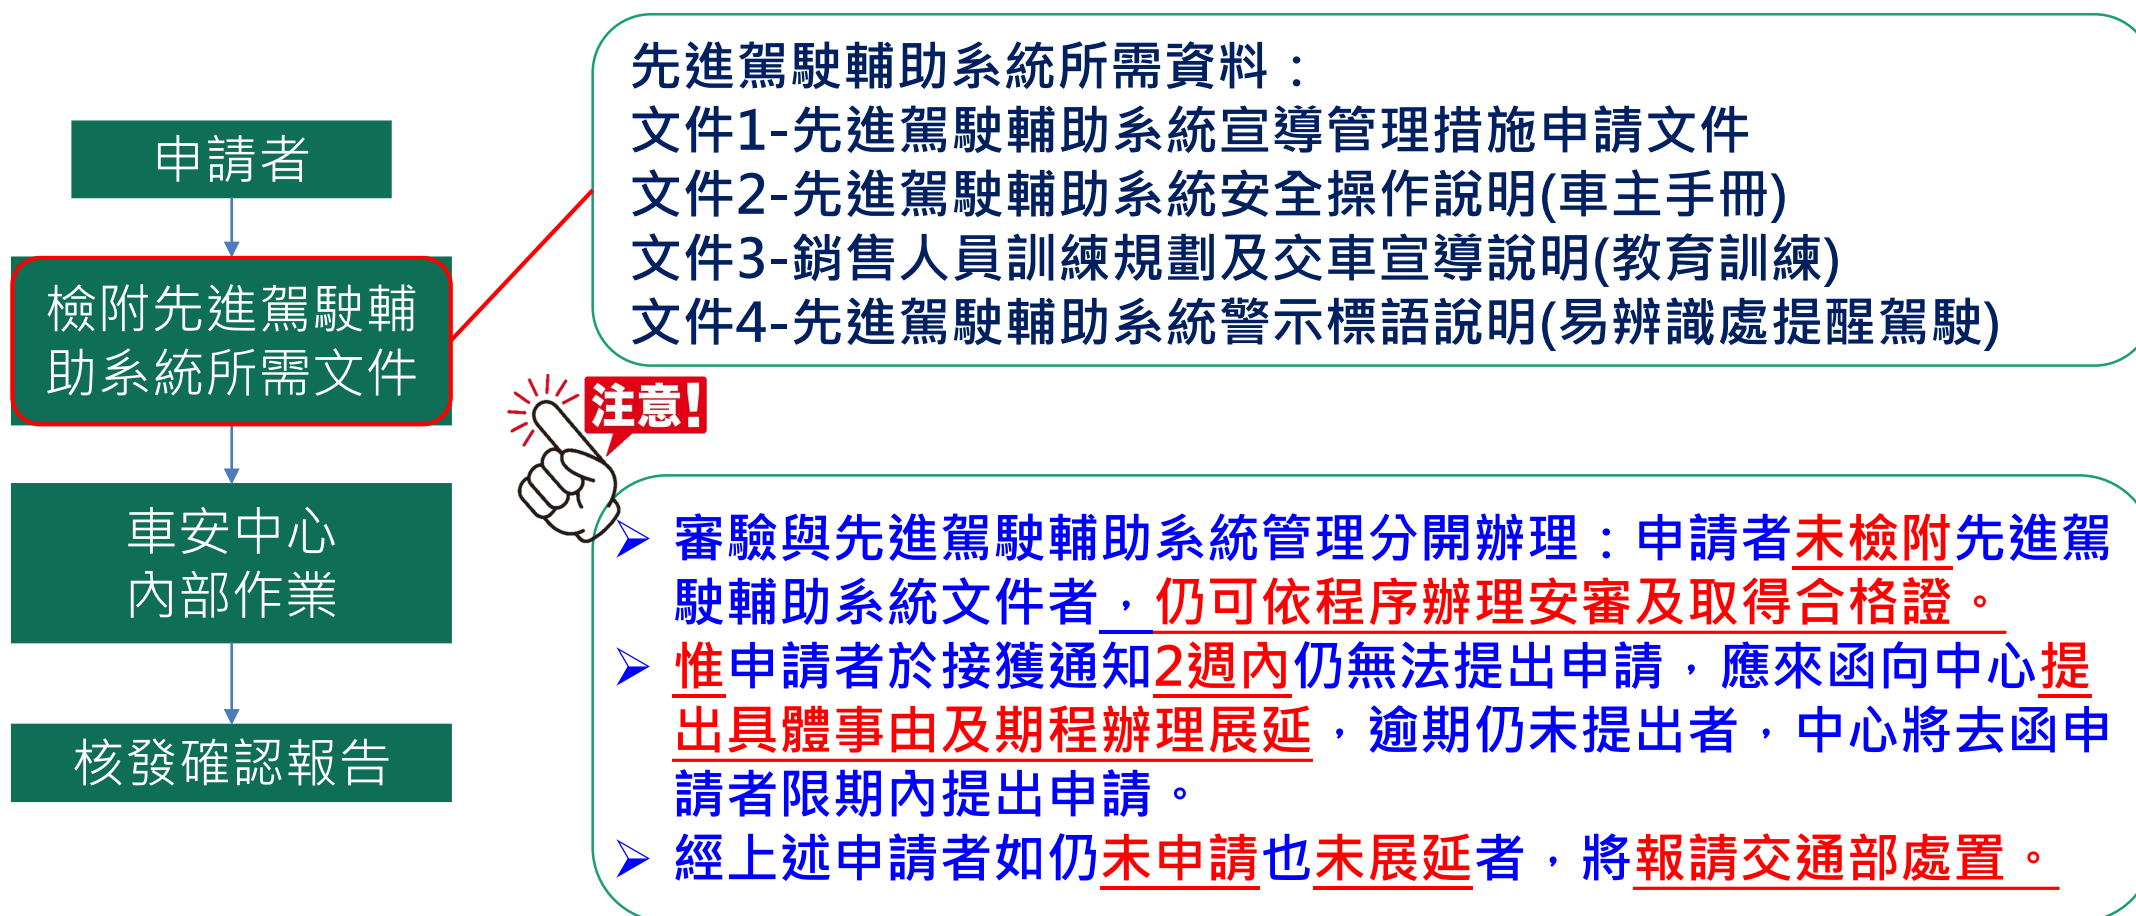 申請者
檢附先進駕駛輔
助系統所需文件
車安中心
內部作業
核發確認報告
先進駕駛輔助系統所需資料：
文件1-先進駕駛輔助系統宣導管理措施申請文件
文件2-先進駕駛輔助系統安全操作說明(車主手冊)
文件3-銷售人員訓練規劃及交車宣導說明(教育訓練)
文件4-先進駕駛輔助系統警示標語說明(易辨識處提醒駕駛)
注意!
➢ 審驗與先進駕駛輔助系統管理分開辦理：申請者未檢附先進駕
駛輔助系統文件者，仍可依程序辦理安審及取得合格證。
➢ 惟申請者於接獲通知2週內仍無法提出申請，應來函向中心提
出具體事由及期程辦理展延，逾期仍未提出者，中心將去函申
請者限期內提出申請。
➢ 經上述申請者如仍未申請也未展延者，將報請交通部處置。